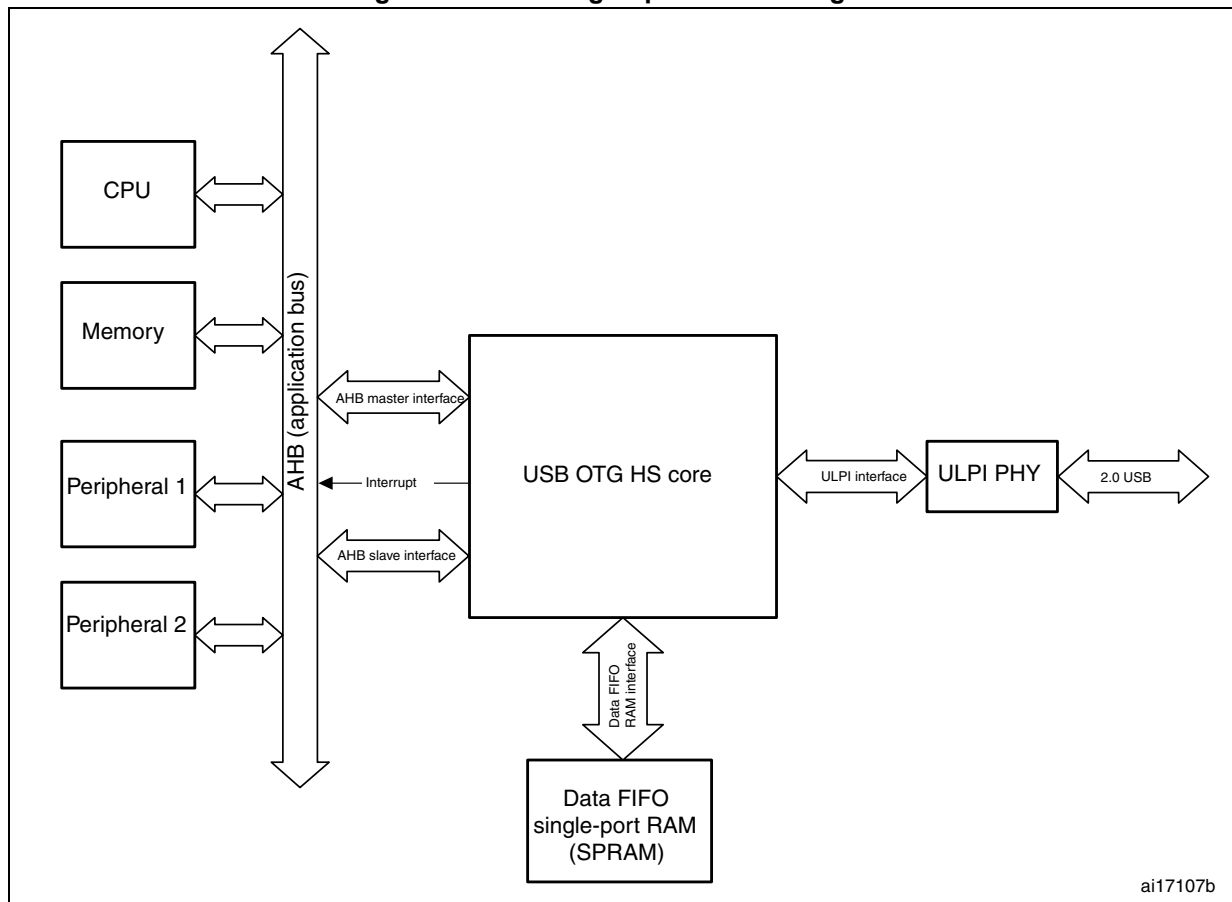 CPU
Memory
Peripheral 1
Peripheral 2
AHB (application bus)
AHB master interface
Interrupt
AHB slave interface
USB OTG HS core
ULPI interface
ULPI PHY
2.0 USB
Data FIFO
RAM interface
Data FIFO
single-port RAM
(SPRAM)
ai17107b